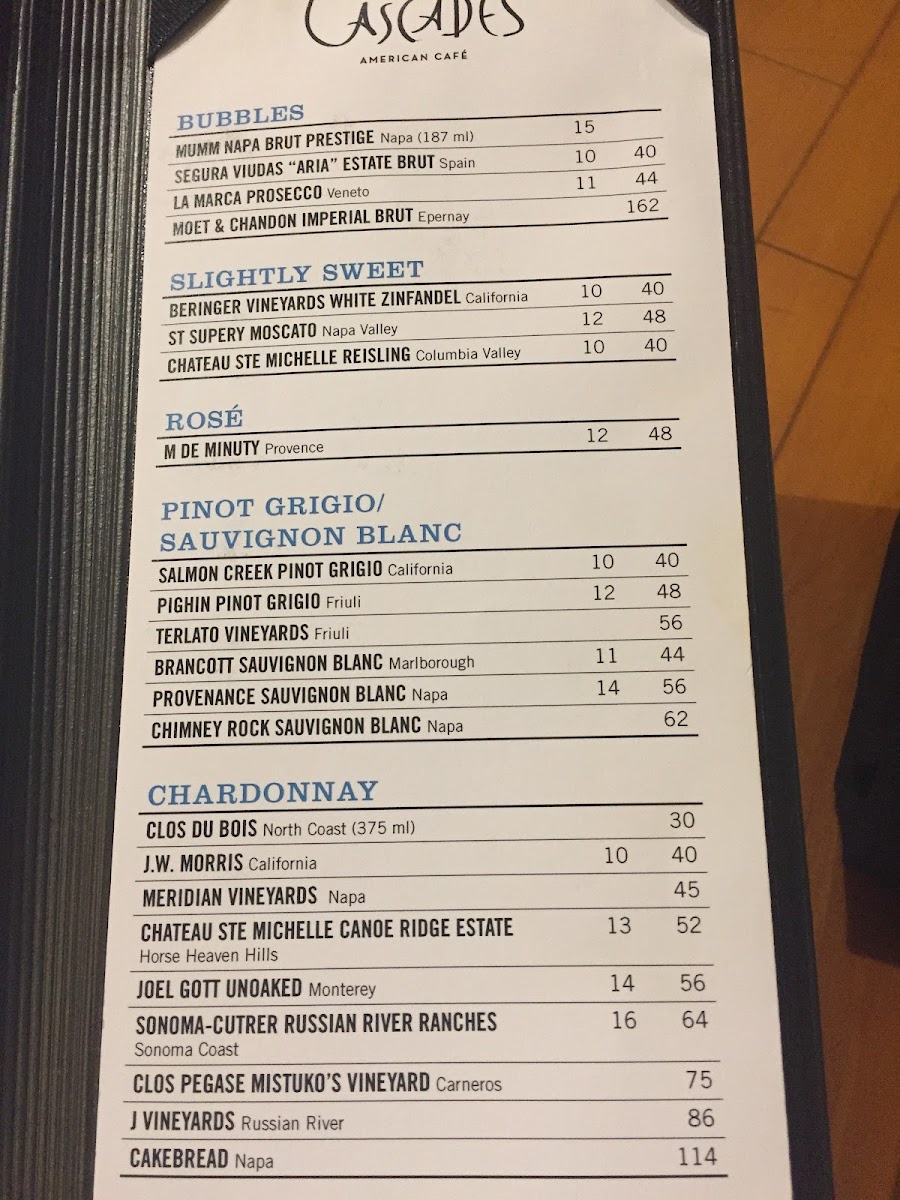 CASCADES
AMERICAN CAFÉ
BUBBLES
MUMM NAPA BRUT PRESTIGE Napa (187 ml) 15
SEGURA VIUDAS “ARIA” ESTATE BRUT Spain 10 40
LA MARCA PROSECCO Veneto 11 44
MOET & CHANDON IMPERIAL BRUT Epernay 162
SLIGHTLY SWEET
BERINGER VINEYARDS WHITE ZINFANDEL California 10 40
ST SUPERY MOSCATO Napa Valley 12 48
CHATEAU STE MICHELLE REISLING Columbia Valley 10 40
ROSÉ
M DE MINUTY Provence 12 48
PINOT GRIGIO/
SAUVIGNON BLANC
SALMON CREEK PINOT GRIGIO California 10 40
PIGHIN PINOT GRIGIO Friuli 12 48
TERLATO VINEYARDS Friuli 56
BRANCOTT SAUVIGNON BLANC Marlborough 11 44
PROVENANCE SAUVIGNON BLANC Napa 14 56
CHIMNEY ROCK SAUVIGNON BLANC Napa 62
CHARDONNAY
CLOS DU BOIS North Coast (375 ml) 30
J.W. MORRIS California 10 40
MERIDIAN VINEYARDS Napa 45
CHATEAU STE MICHELLE CANOE RIDGE ESTATE 13 52
Horse Heaven Hills
JOEL GOTT UNOAKED Monterey 14 56
SONOMA-CUTRER RUSSIAN RIVER RANCHES 16 64
Sonoma Coast
CLOS PEGASE MISTUKO’S VINEYARD Carneros 75
J VINEYARDS Russian River 86
CAKEBREAD Napa 114